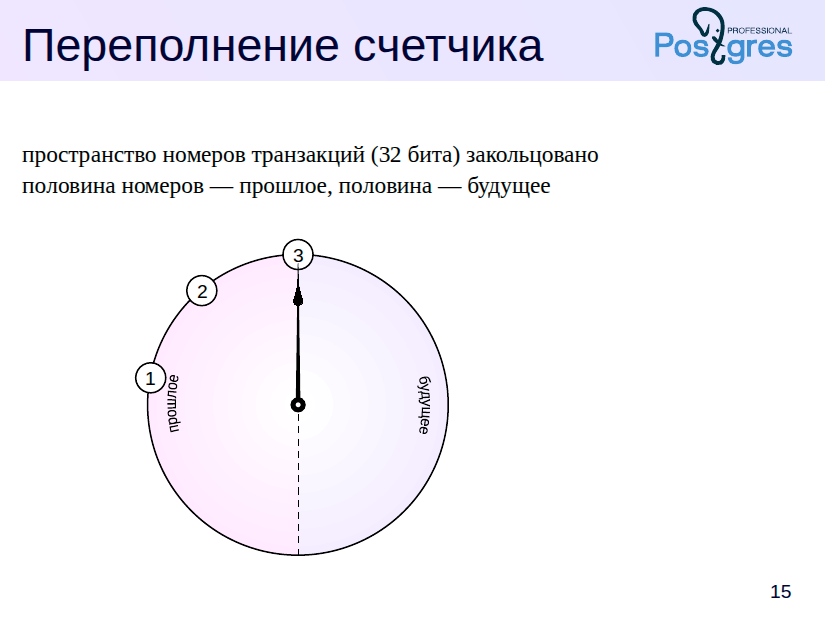 Переполнение счетчика
PROFESSIONAL
Postgres
пространство номеров транзакций (32 бита) закольцовано
половина номеров — прошлое, половина — будущее
3
2
1
прошлое
будущее
15